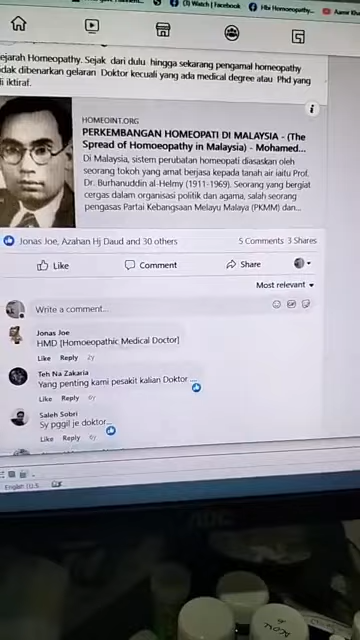 (1) Watch | Facebook
Hbi Homoeopathy...
ejarah Homeopathy. Sejak dari dulu hingga sekarang pengamal homeopathy
idak dibenarkan gelaran Doktor kecuali yang ada medical degree atau Phd yang
i iktiraf.
HOMEOINT.ORG
PERKEMBANGAN HOMEOPATI DI MALAYSIA - (The
Spread of Homoeopathy in Malaysia) - Mohamed...
Di Malaysia, sistem perubatan homeopati diasaskan oleh
seorang tokoh yang amat berjasa kepada tanah air iaitu Prof.
Dr. Burhanuddin al-Helmy (1911-1969). Seorang yang bergiat
cergas dalam organisasi politik dan agama, salah seorang
pengasas Partai Kebangsaan Melayu Malaya (PKMM) dan...
Jonas Joe, Azahan Hj Daud and 30 others
5 Comments 3 Shares
Like
Comment
Share
Most relevant
Write a comment...
Jonas Joe
HMD [Homoeopathic Medical Doctor]
Like Reply 2y
Teh Na Zakaria
Yang penting kami pesakit kalian Doktor....
Like Reply 6y
Saleh Sobri
Sy pggil je doktor...
Like Reply 6y
AOC